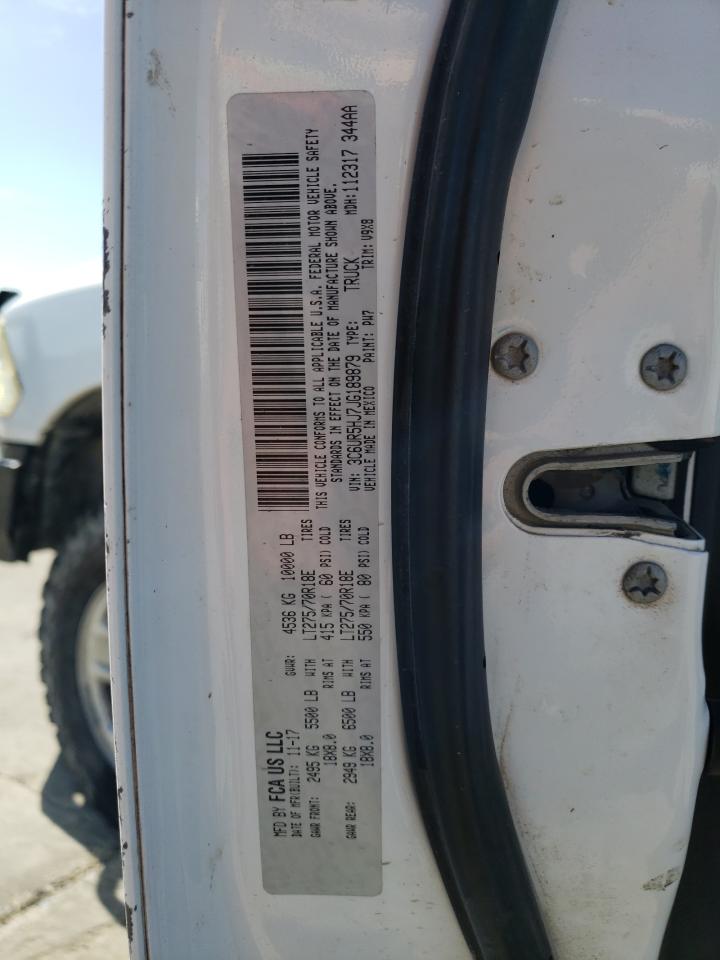 MFD BY FCA US LLC
DATE OF MFR(BUILT): 11-17 GVWR: 4536 KG 10000 LB
GAWR FRONT: 2495 KG 5500 LB WITH LT275/70R18E TIRES
18X8.0 RIMS AT 415 KPA ( 60 PSI) COLD
GAWR REAR: 2949 KG 6500 LB WITH LT275/70R18E TIRES
18X8.0 RIMS AT 550 KPA ( 80 PSI) COLD
THIS VEHICLE CONFORMS TO ALL APPLICABLE U.S.A. FEDERAL MOTOR VEHICLE SAFETY
STANDARDS IN EFFECT ON THE DATE OF MANUFACTURE SHOWN ABOVE.
VIN: 3C6UR5HJ7JG189879 TYPE: TRUCK MDH:112317 344AA
VEHICLE MADE IN MEXICO PAINT: PW7 TRIM: V9X8